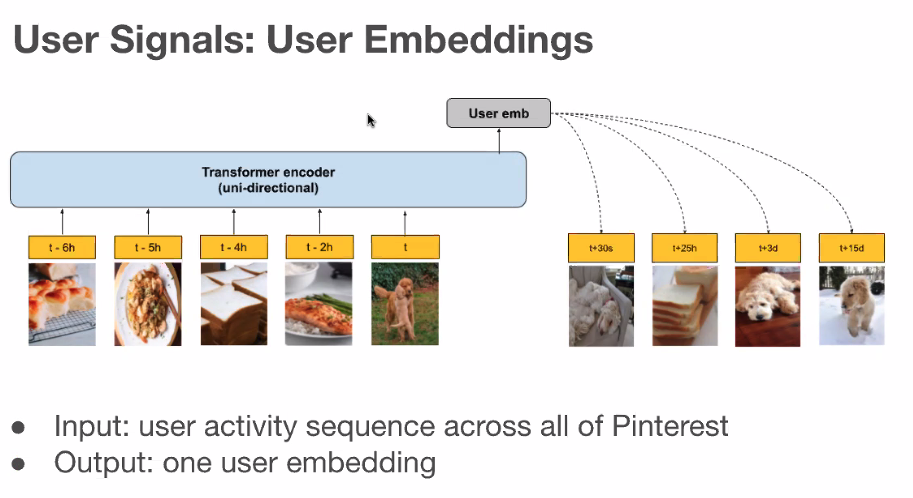 User Signals: User Embeddings
User emb
Transformer encoder
(uni-directional)
t - 6h
t - 5h
t - 4h
t - 2h
t
t+30s
t+25h
t+3d
t+15d
● Input: user activity sequence across all of Pinterest
● Output: one user embedding